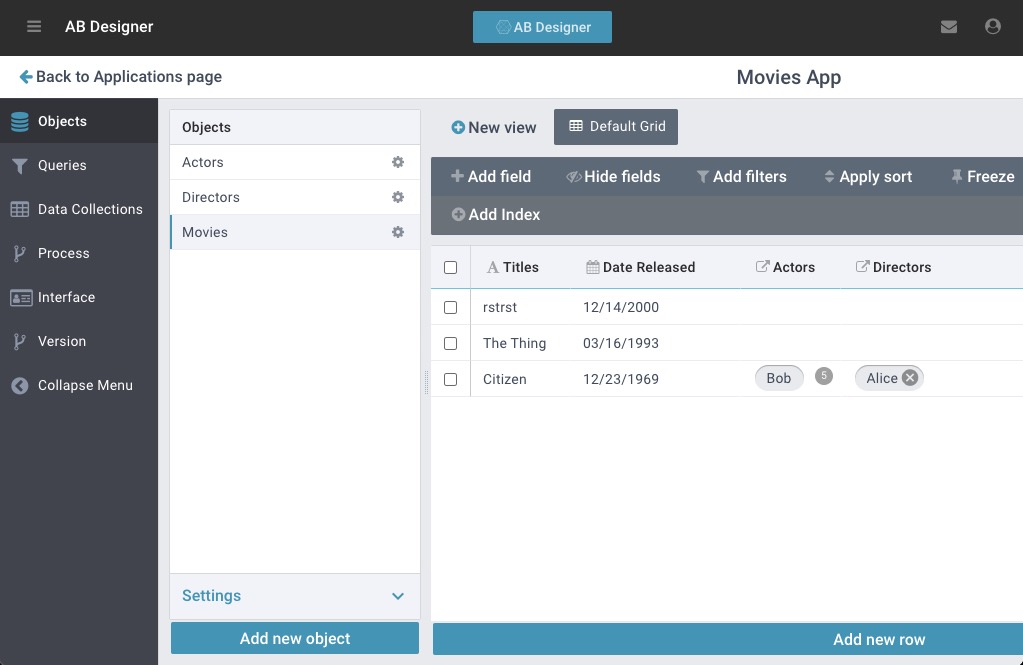 AB Designer
AB Designer
Back to Applications page
Movies App
Objects
Queries
Data Collections
Process
Interface
Version
Collapse Menu
Objects
Actors
Directors
Movies
Settings
Add new object
New view
Default Grid
Add field
Hide fields
Add filters
Apply sort
Freeze
Add Index
Titles
Date Released
Actors
Directors
rstrst
12/14/2000
The Thing
03/16/1993
Citizen
12/23/1969
Bob
5
Alice
Add new row